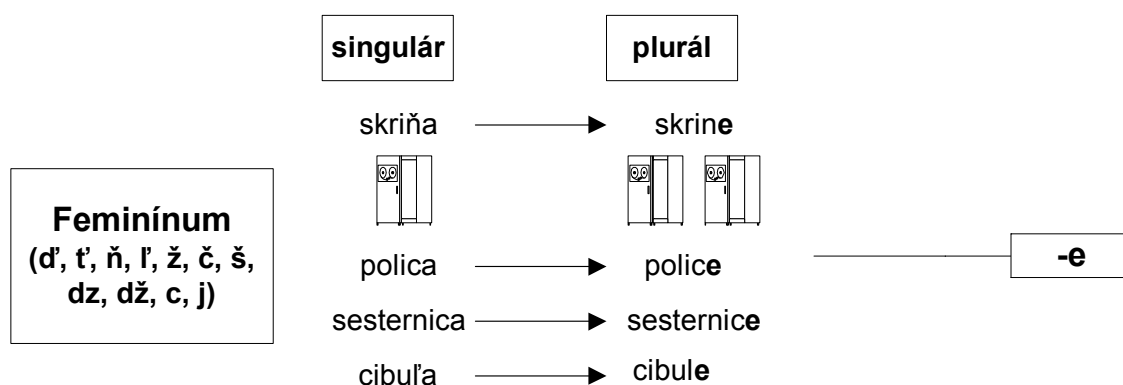 singulár plurál
skriňa skrine
Feminínum
(ď, ť, ň, ľ, ž, č, š,
dz, dž, c, j)
polica police
-e
sesternica sesternice
cibuľa cibule